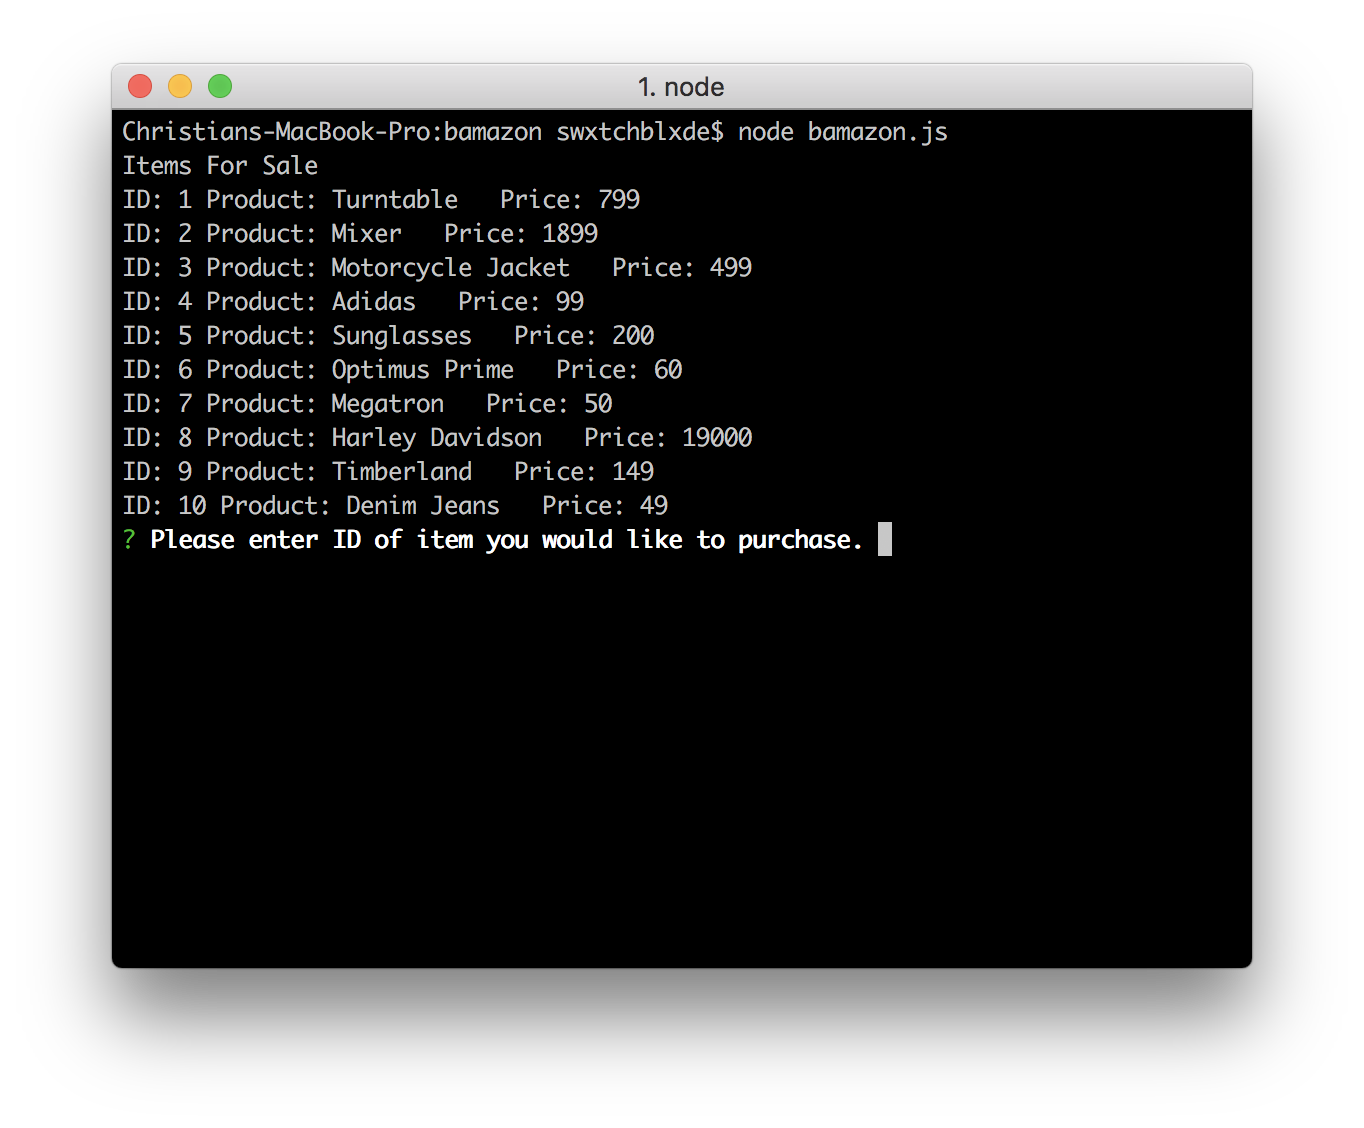 1. node
Christians-MacBook-Pro:bamazon swxtchblxde$ node bamazon.js
Items For Sale
ID: 1 Product: Turntable   Price: 799
ID: 2 Product: Mixer   Price: 1899
ID: 3 Product: Motorcycle Jacket   Price: 499
ID: 4 Product: Adidas   Price: 99
ID: 5 Product: Sunglasses   Price: 200
ID: 6 Product: Optimus Prime   Price: 60
ID: 7 Product: Megatron   Price: 50
ID: 8 Product: Harley Davidson   Price: 19000
ID: 9 Product: Timberland   Price: 149
ID: 10 Product: Denim Jeans   Price: 49
? Please enter ID of item you would like to purchase.